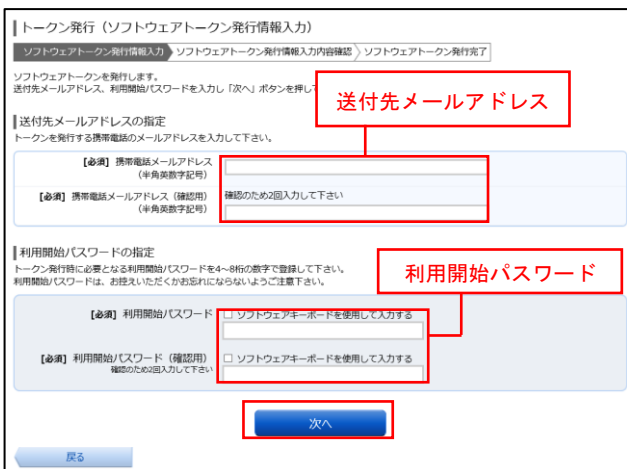 トークン発行（ソフトウェアトークン発行情報入力）
ソフトウェアトークン発行情報入力 ソフトウェアトークン発行情報入力内容確認 ソフトウェアトークン発行完了
ソフトウェアトークンを発行します。
送付先メールアドレス、利用開始パスワードを入力し「次へ」ボタンを押して
送付先メールアドレス
送付先メールアドレスの指定
トークンを発行する携帯電話のメールアドレスを入力して下さい。
【必須】携帯電話メールアドレス
（半角英数字記号）
【必須】携帯電話メールアドレス（確認用） 確認のため2回入力して下さい
（半角英数字記号）
利用開始パスワードの指定
トークン発行時に必要となる利用開始パスワードを4～8桁の数字で登録して下さい。
利用開始パスワードは、お控えいただくかお忘れにならないようご注意下さい。
利用開始パスワード
【必須】利用開始パスワード ソフトウェアキーボードを使用して入力する
【必須】利用開始パスワード（確認用） ソフトウェアキーボードを使用して入力する
確認のため2回入力して下さい
次へ
戻る